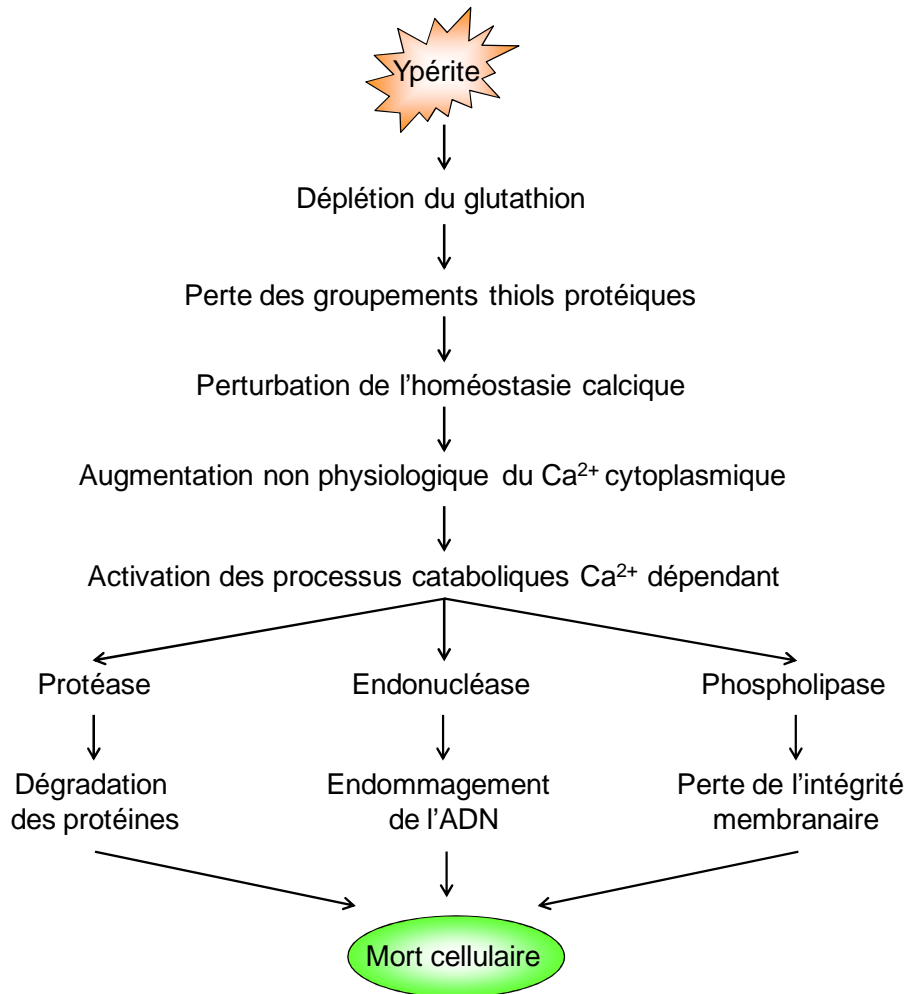 Ypérite
Déplétion du glutathion
Perte des groupements thiols protéiques
Perturbation de l’homéostasie calcique
Augmentation non physiologique du Ca²⁺ cytoplasmique
Activation des processus cataboliques Ca²⁺ dépendant
Protéase
Endonucléase
Phospholipase
Dégradation
des protéines
Endommagement
de l’ADN
Perte de l’intégrité
membranaire
Mort cellulaire